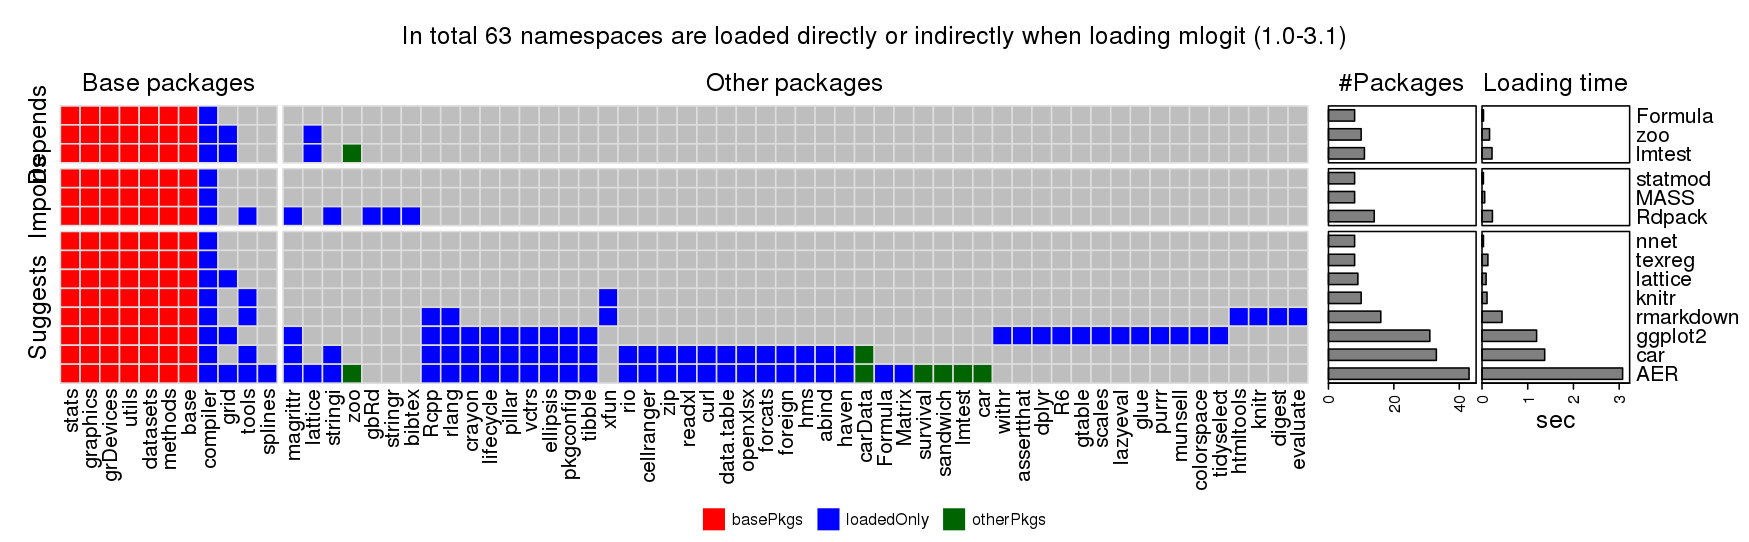 In total 63 namespaces are loaded directly or indirectly when loading mlogit (1.0-3.1)
Base packages
Other packages
#Packages
Loading time
Depends
Imports
Suggests
Formula
zoo
lmtest
statmod
MASS
Rdpack
nnet
texreg
lattice
knitr
rmarkdown
ggplot2
car
AER
stats
graphics
grDevices
utils
datasets
methods
base
compiler
grid
tools
splines
magrittr
lattice
stringi
zoo
gbRd
stringr
bibtex
Rcpp
rlang
crayon
lifecycle
pillar
vctrs
ellipsis
pkgconfig
tibble
xfun
rio
cellranger
zip
readxl
curl
data.table
openxlsx
forcats
foreign
hms
abind
haven
carData
Formula
Matrix
survival
sandwich
lmtest
car
withr
assertthat
dplyr
R6
gtable
scales
lazyeval
glue
purrr
munsell
colorspace
tidyselect
htmltools
knitr
digest
evaluate
0
20
40
0
1
2
3
sec
basePkgs
loadedOnly
otherPkgs